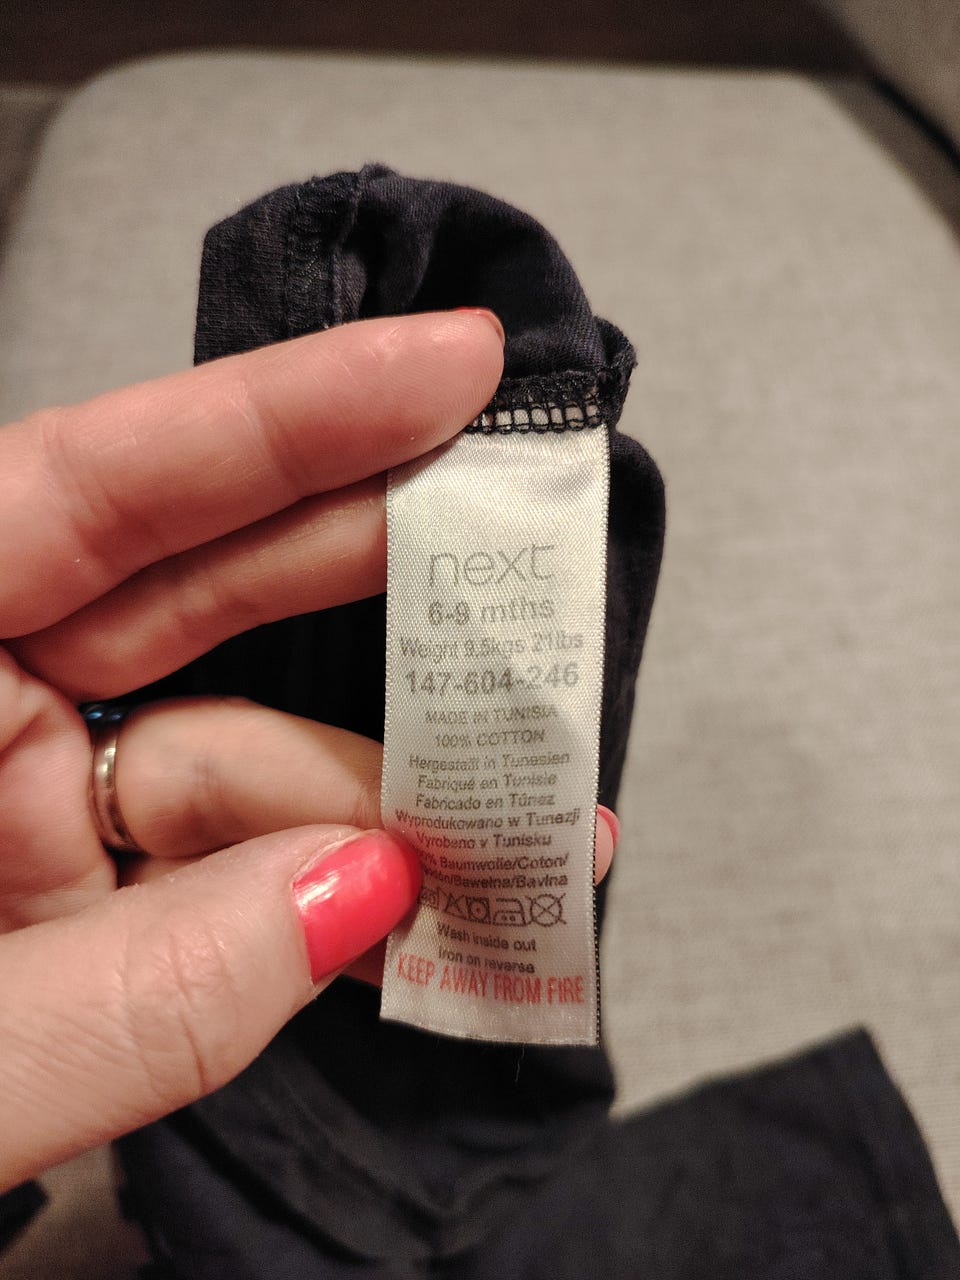 next
6-9 mths
Weight 9.5kgs 21lbs
147-604-246
MADE IN TUNISIA
100% COTTON
Hergestellt in Tunesien
Fabriqué en Tunisie
Fabricado en Túnez
Wyprodukowano w Tunezji
Vyrobeno v Tunisku
Baumwolle/Coton/
/Bawełna/Bavlna
Wash inside out
Iron on reverse
KEEP AWAY FROM FIRE